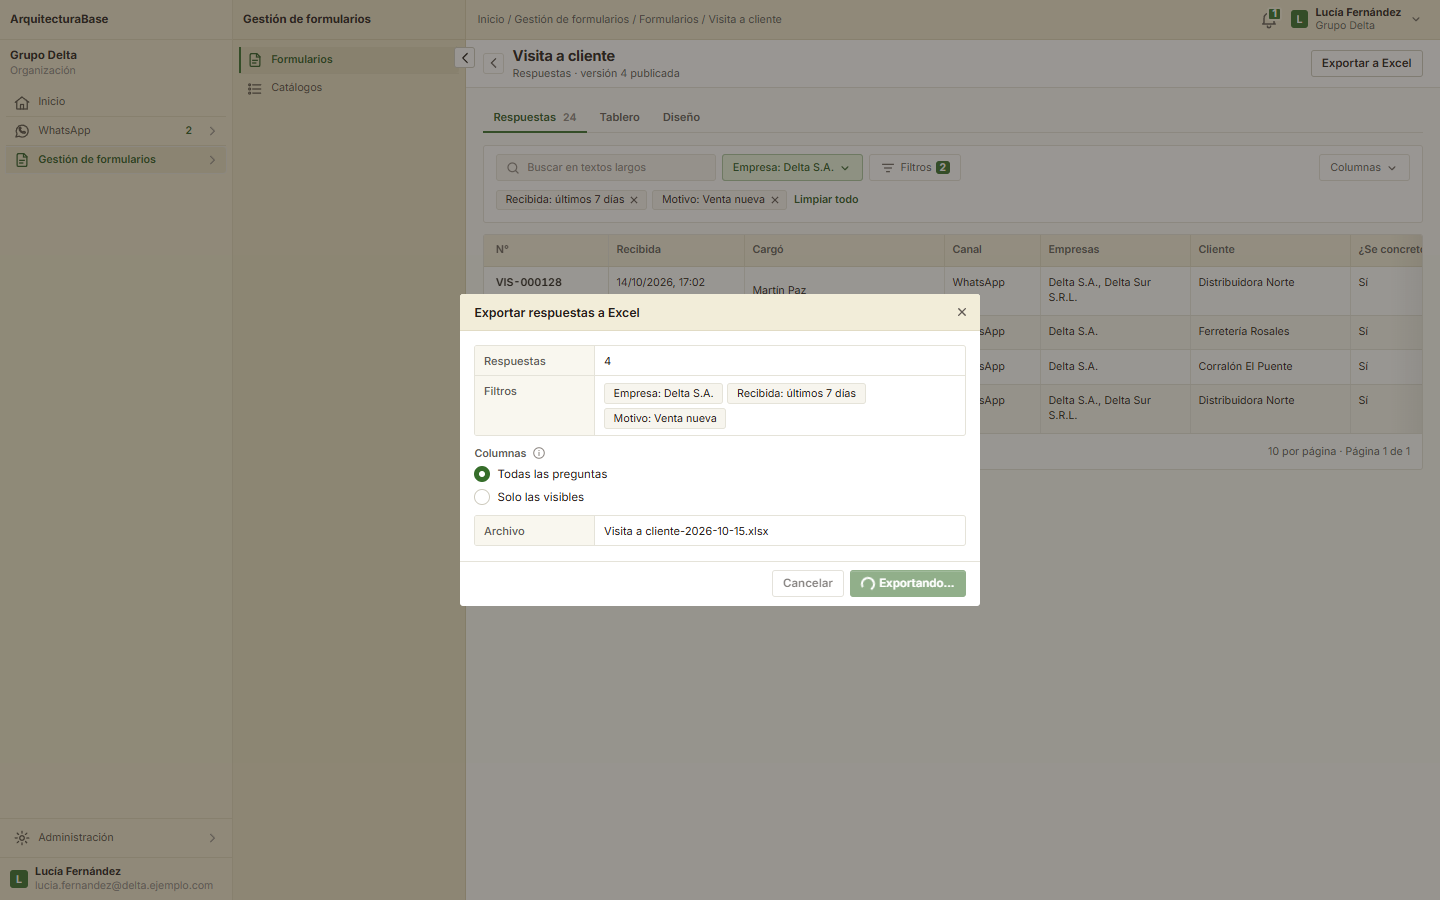 ArquitecturaBase
Grupo Delta
Organización
Inicio
WhatsApp 2
Gestión de formularios
Administración
L Lucía Fernández
lucia.fernandez@delta.ejemplo.com
Gestión de formularios
Formularios
Catálogos
Inicio / Gestión de formularios / Formularios / Visita a cliente
1
L Lucía Fernández
Grupo Delta
Visita a cliente
Respuestas · versión 4 publicada
Exportar a Excel
Respuestas 24 Tablero Diseño
Buscar en textos largos Empresa: Delta S.A. Filtros 2 Columnas
Recibida: últimos 7 días Motivo: Venta nueva Limpiar todo
N° Recibida Cargó Canal Empresas Cliente ¿Se concretó
VIS-000128 14/10/2026, 17:02 Martín Paz WhatsApp Delta S.A., Delta Sur S.R.L. Distribuidora Norte Sí
sApp Delta S.A. Ferretería Rosales Sí
sApp Delta S.A. Corralón El Puente Sí
sApp Delta S.A., Delta Sur S.R.L. Distribuidora Norte Sí
10 por página · Página 1 de 1
Exportar respuestas a Excel
Respuestas 4
Filtros Empresa: Delta S.A. Recibida: últimos 7 días
Motivo: Venta nueva
Columnas
Todas las preguntas
Solo las visibles
Archivo Visita a cliente-2026-10-15.xlsx
Cancelar Exportando...